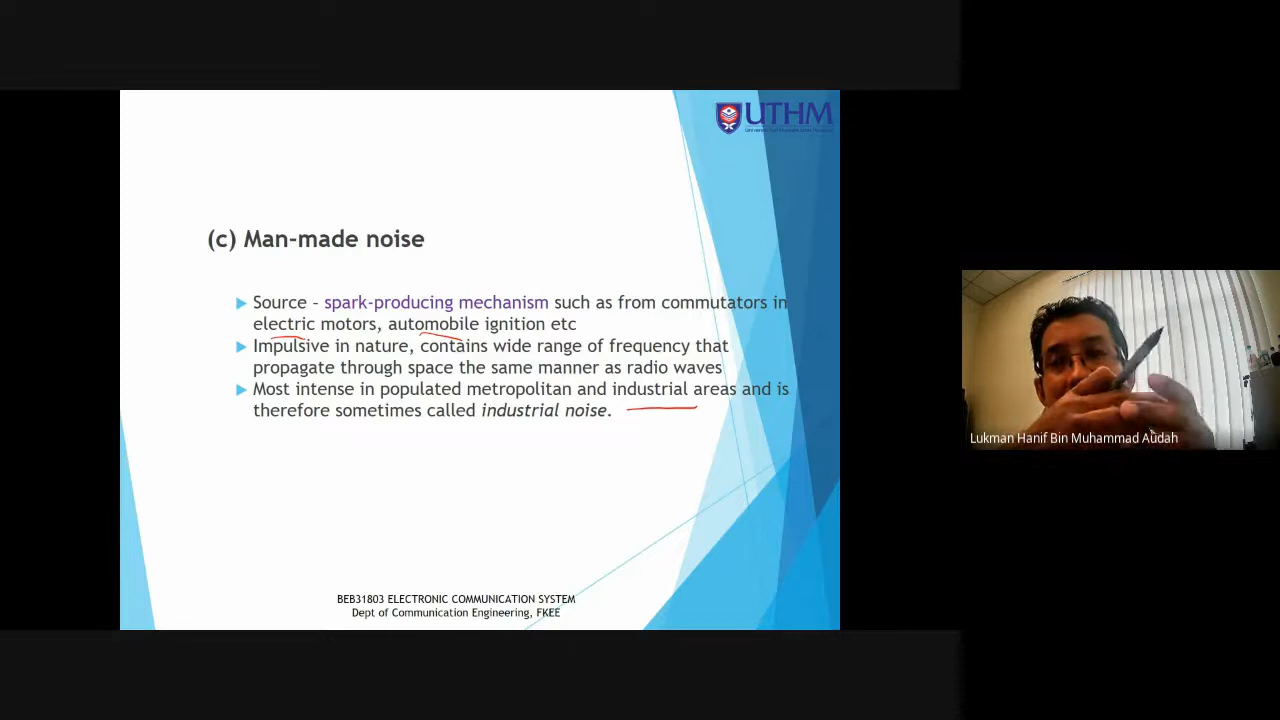 UTHM
(c) Man-made noise
Source – spark-producing mechanism such as from commutators in
electric motors, automobile ignition etc
Impulsive in nature, contains wide range of frequency that
propagate through space the same manner as radio waves
Most intense in populated metropolitan and industrial areas and is
therefore sometimes called industrial noise.
BEB31803 ELECTRONIC COMMUNICATION SYSTEM
Dept of Communication Engineering, FKEE
Lukman Hanif Bin Muhammad Audah